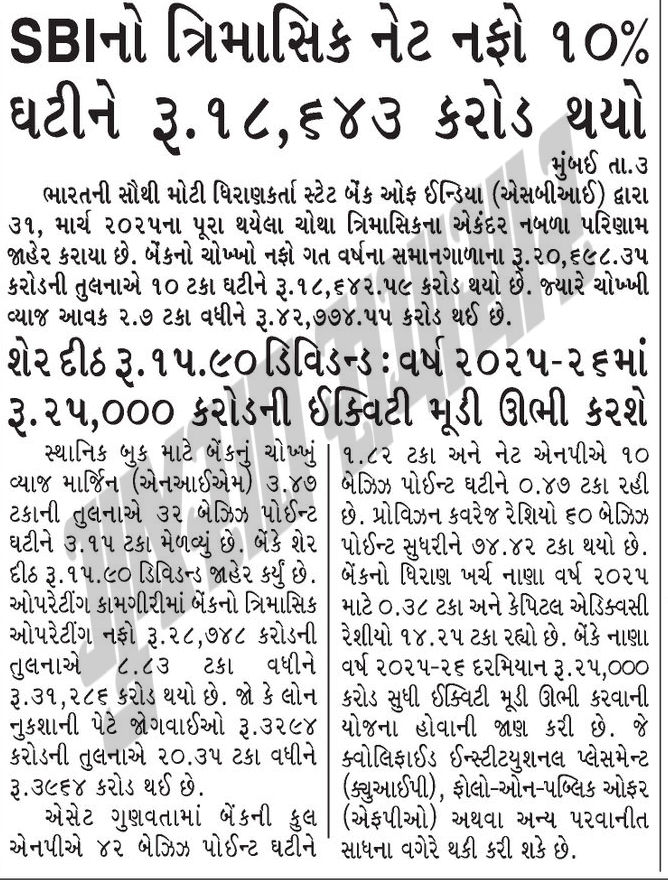 SBIનો ત્રિમાસિક નેટ નફો ૧૦%
ઘટીને રૂ.૧૮,૬૪૩ કરોડ થયો
મુંબઈ તા.૩
ભારતની સૌથી મોટી ધિરાણકર્તા સ્ટેટ બેંક ઓફ ઈન્ડિયા (એસબીઆઈ) દ્વારા
૩૧, માર્ચ ૨૦૨૫ના પૂરા થયેલા ચોથા ત્રિમાસિકના એકંદર નબળા પરિણામ
જાહેર કરાયા છે. બેંકનો ચોખ્ખો નફો ગત વર્ષના સમાનગાળાના રૂ.૨૦,૬૯૮.૩૫
કરોડની તુલનાએ ૧૦ ટકા ઘટીને રૂ.૧૮,૬૪૨.૫૯ કરોડ થયો છે. જ્યારે ચોખ્ખી
વ્યાજ આવક ૨.૭ ટકા વધીને રૂ.૪૨,૭૭૪.૫૫ કરોડ થઈ છે.
શેર દીઠ રૂ.૧૫.૯૦ ડિવિડન્ડ : વર્ષ ૨૦૨૫-૨૬માં
રૂ.૨૫,૦૦૦ કરોડની ઈક્વિટી મૂડી ઊભી કરશે
સ્થાનિક બુક માટે બેંકનું ચોખ્ખું
વ્યાજ માર્જિન (એનઆઈએમ) ૩.૪૭
ટકાની તુલનાએ ૩૨ બેઝિઝ પોઈન્ટ
ઘટીને ૩.૧૫ ટકા મેળવ્યું છે. બેંકે શેર
દીઠ રૂ.૧૫.૯૦ ડિવિડન્ડ જાહેર કર્યું છે.
ઓપરેટીંગ કામગીરીમાં બેંકનો ત્રિમાસિક
ઓપરેટીંગ નફો રૂ.૨૮,૭૪૮ કરોડની
તુલનાએ ૮.૮૩ ટકા વધીને
રૂ.૩૧,૨૮૬ કરોડ થયો છે. જો કે લોન
નુકશાની પેટે જોગવાઈઓ રૂ.૩૨૯૪
કરોડની તુલનાએ ૨૦.૩૫ ટકા વધીને
રૂ.૩૯૬૪ કરોડ થઈ છે.
એસેટ ગુણવતામાં બેંકની કુલ
એનપીએ ૪૨ બેઝિઝ પોઈન્ટ ઘટીને
૧.૮૨ ટકા અને નેટ એનપીએ ૧૦
બેઝિઝ પોઈન્ટ ઘટીને ૦.૪૭ ટકા રહી
છે. પ્રોવિઝન કવરેજ રેશિયો ૬૦ બેઝિઝ
પોઈન્ટ સુધરીને ૭૪.૪૨ ટકા થયો છે.
બેંકનો ધિરાણ ખર્ચ નાણા વર્ષ ૨૦૨૫
માટે ૦.૩૮ ટકા અને કેપિટલ એડિક્વસી
રેશીયો ૧૪.૨૫ ટકા રહ્યો છે. બેંકે નાણા
વર્ષ ૨૦૨૫-૨૬ દરમિયાન રૂ.૨૫,૦૦૦
કરોડ સુધી ઈક્વિટી મૂડી ઊભી કરવાની
યોજના હોવાની જાણ કરી છે. જે
ક્વોલિફાઈડ ઈન્સ્ટીટયુશનલ પ્લેસમેન્ટ
(ક્યુઆઈપી), ફોલો-ઓન-પબ્લિક ઓફર
(એફપીઓ) અથવા અન્ય પરવાનીત
સાધના વગેરે થકી કરી શકે છે.
ગુજરાત સમાચાર